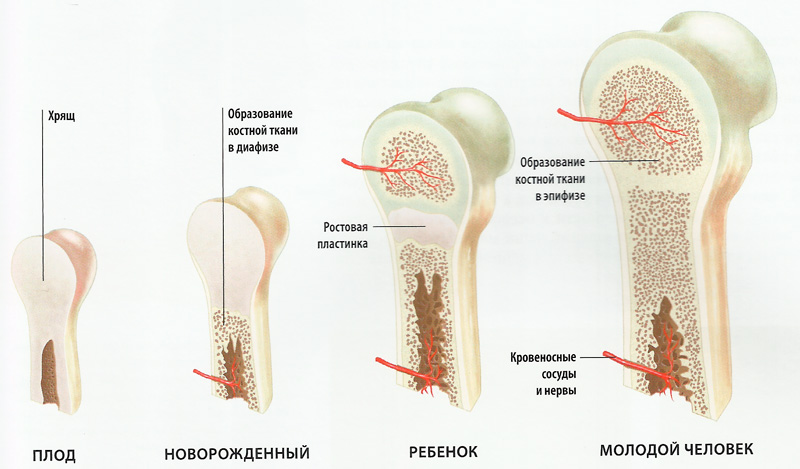 Хрящ
Образование
костной ткани
в диафизе
Ростовая
пластинка
Образование
костной ткани
в эпифизе
Кровеносные
сосуды
и нервы
ПЛОД
НОВОРОЖДЕННЫЙ
РЕБЕНОК
МОЛОДОЙ ЧЕЛОВЕК